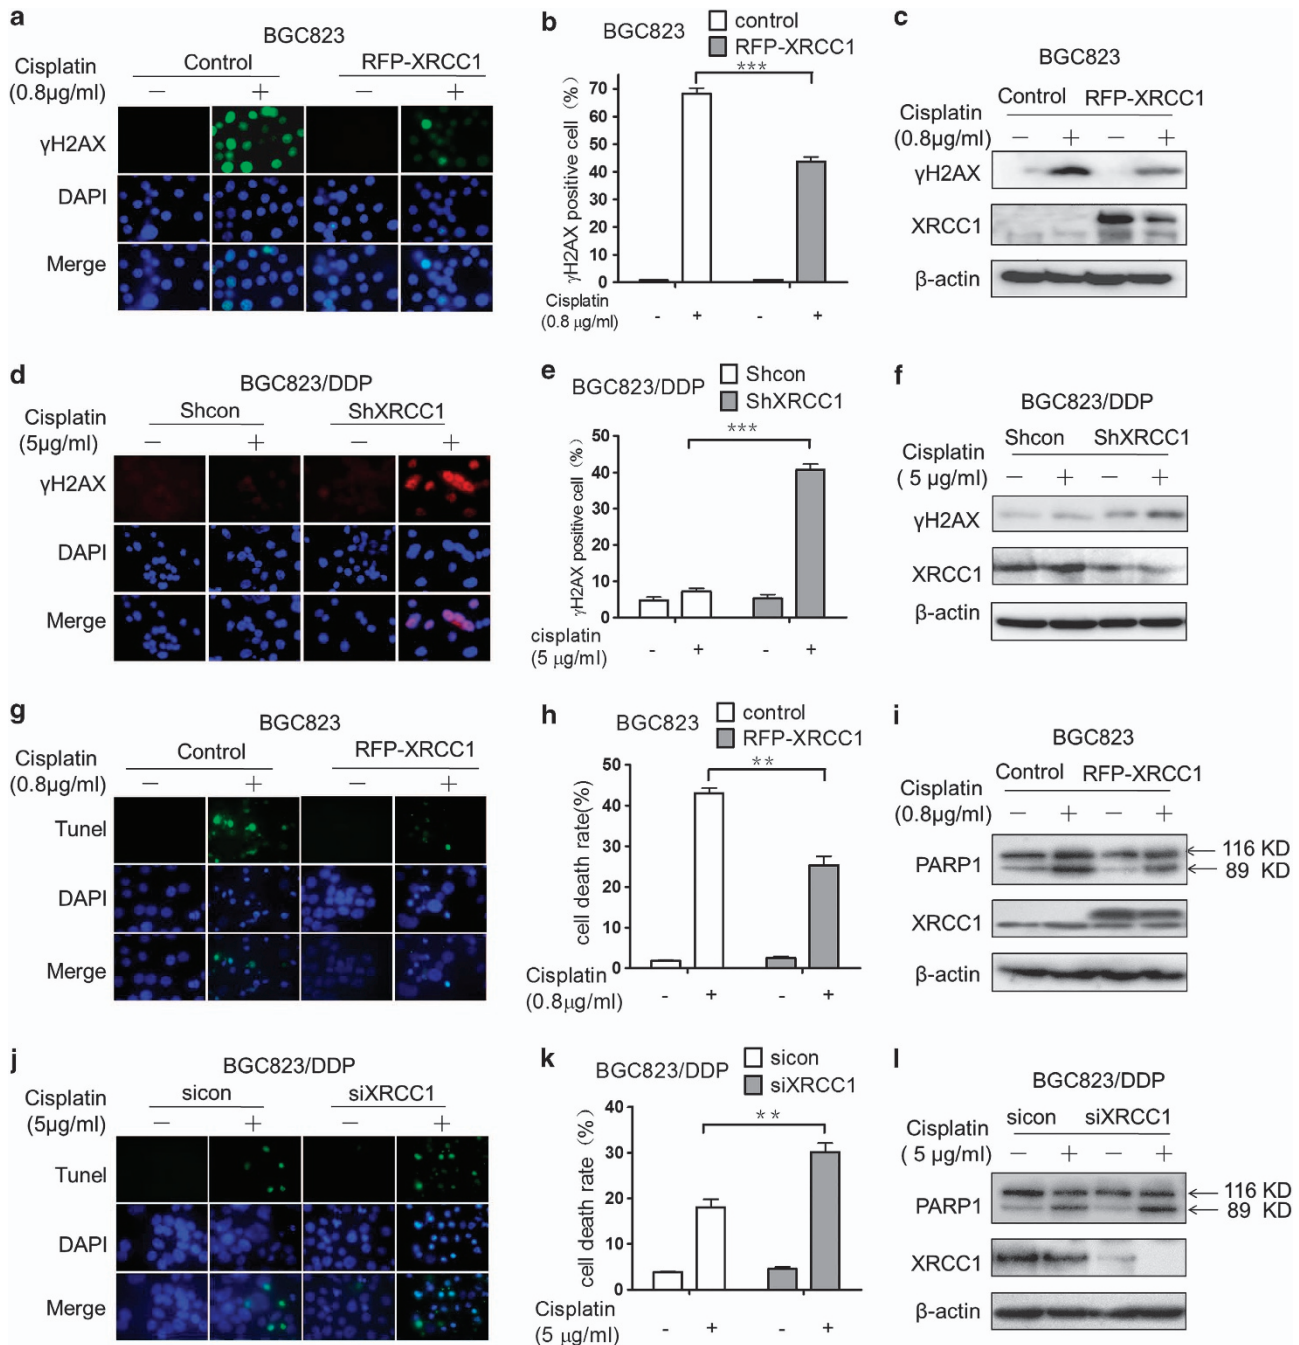 a
BGC823
Cisplatin
(0.8µg/ml)
Control
RFP-XRCC1
— + — +
γH2AX
DAPI
Merge
b
BGC823
control
RFP-XRCC1
***
γH2AX positive cell (%)
70
60
50
40
30
20
10
0
Cisplatin
(0.8 µg/ml)
- + - +
c
BGC823
Control RFP-XRCC1
Cisplatin
(0.8µg/ml)
— + — +
γH2AX
XRCC1
β-actin
d
BGC823/DDP
Cisplatin
(5µg/ml)
Shcon
ShXRCC1
— + — +
γH2AX
DAPI
Merge
e
BGC823/DDP
Shcon
ShXRCC1
***
γH2AX positive cell (%)
50
40
30
20
10
0
cisplatin
(5 µg/ml)
- + - +
f
BGC823/DDP
Shcon ShXRCC1
Cisplatin
( 5 µg/ml)
— + — +
γH2AX
XRCC1
β-actin
g
BGC823
Cisplatin
(0.8µg/ml)
Control
RFP-XRCC1
— + — +
Tunel
DAPI
Merge
h
BGC823
control
RFP-XRCC1
**
cell death rate(%)
50
40
30
20
10
0
Cisplatin
(0.8µg/ml)
- + - +
i
BGC823
Control RFP-XRCC1
Cisplatin
(0.8µg/ml)
— + — +
PARP1
116 KD
89 KD
XRCC1
β-actin
j
BGC823/DDP
Cisplatin
(5µg/ml)
sicon
siXRCC1
— + — +
Tunel
DAPI
Merge
k
BGC823/DDP
sicon
siXRCC1
**
cell death rate (%)
40
30
20
10
0
Cisplatin
(5 µg/ml)
- + - +
l
BGC823/DDP
sicon siXRCC1
Cisplatin
( 5 µg/ml)
— + — +
PARP1
116 KD
89 KD
XRCC1
β-actin